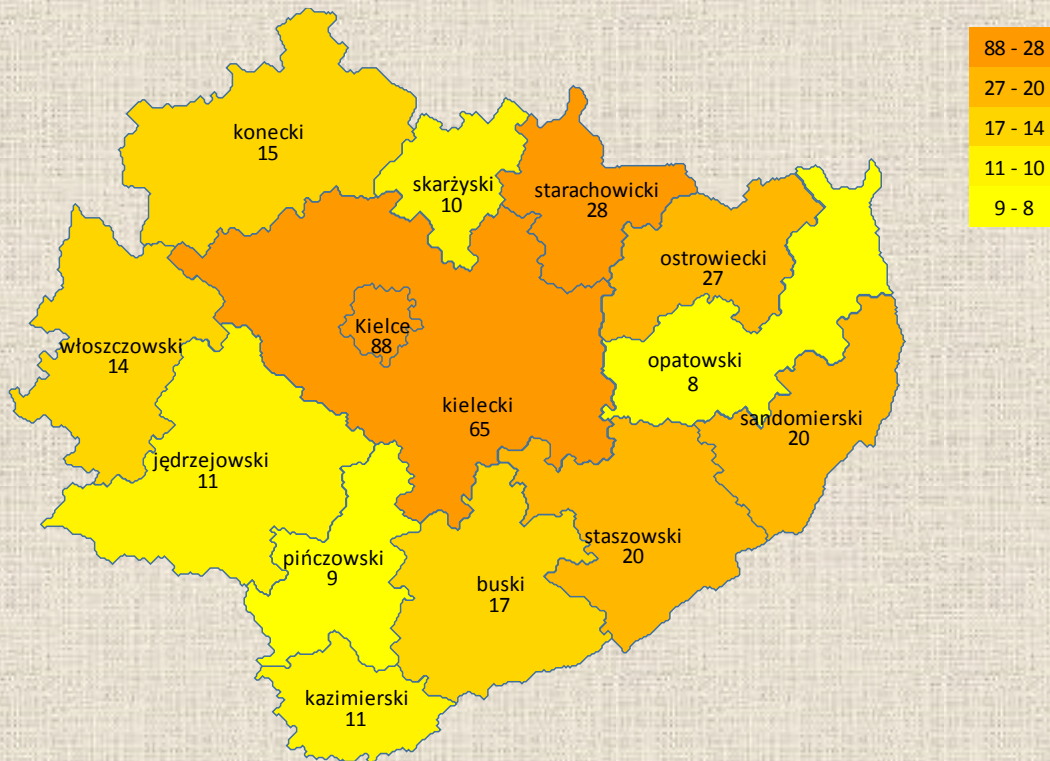 88 - 28
27 - 20
17 - 14
11 - 10
9 - 8
konecki
15
skarżyski
10
starachowicki
28
ostrowiecki
27
Kielce
88
włoszczowski
14
opatowski
8
kielecki
65
sandomierski
20
jędrzejowski
11
staszowski
20
pińczowski
9
buski
17
kazimierski
11